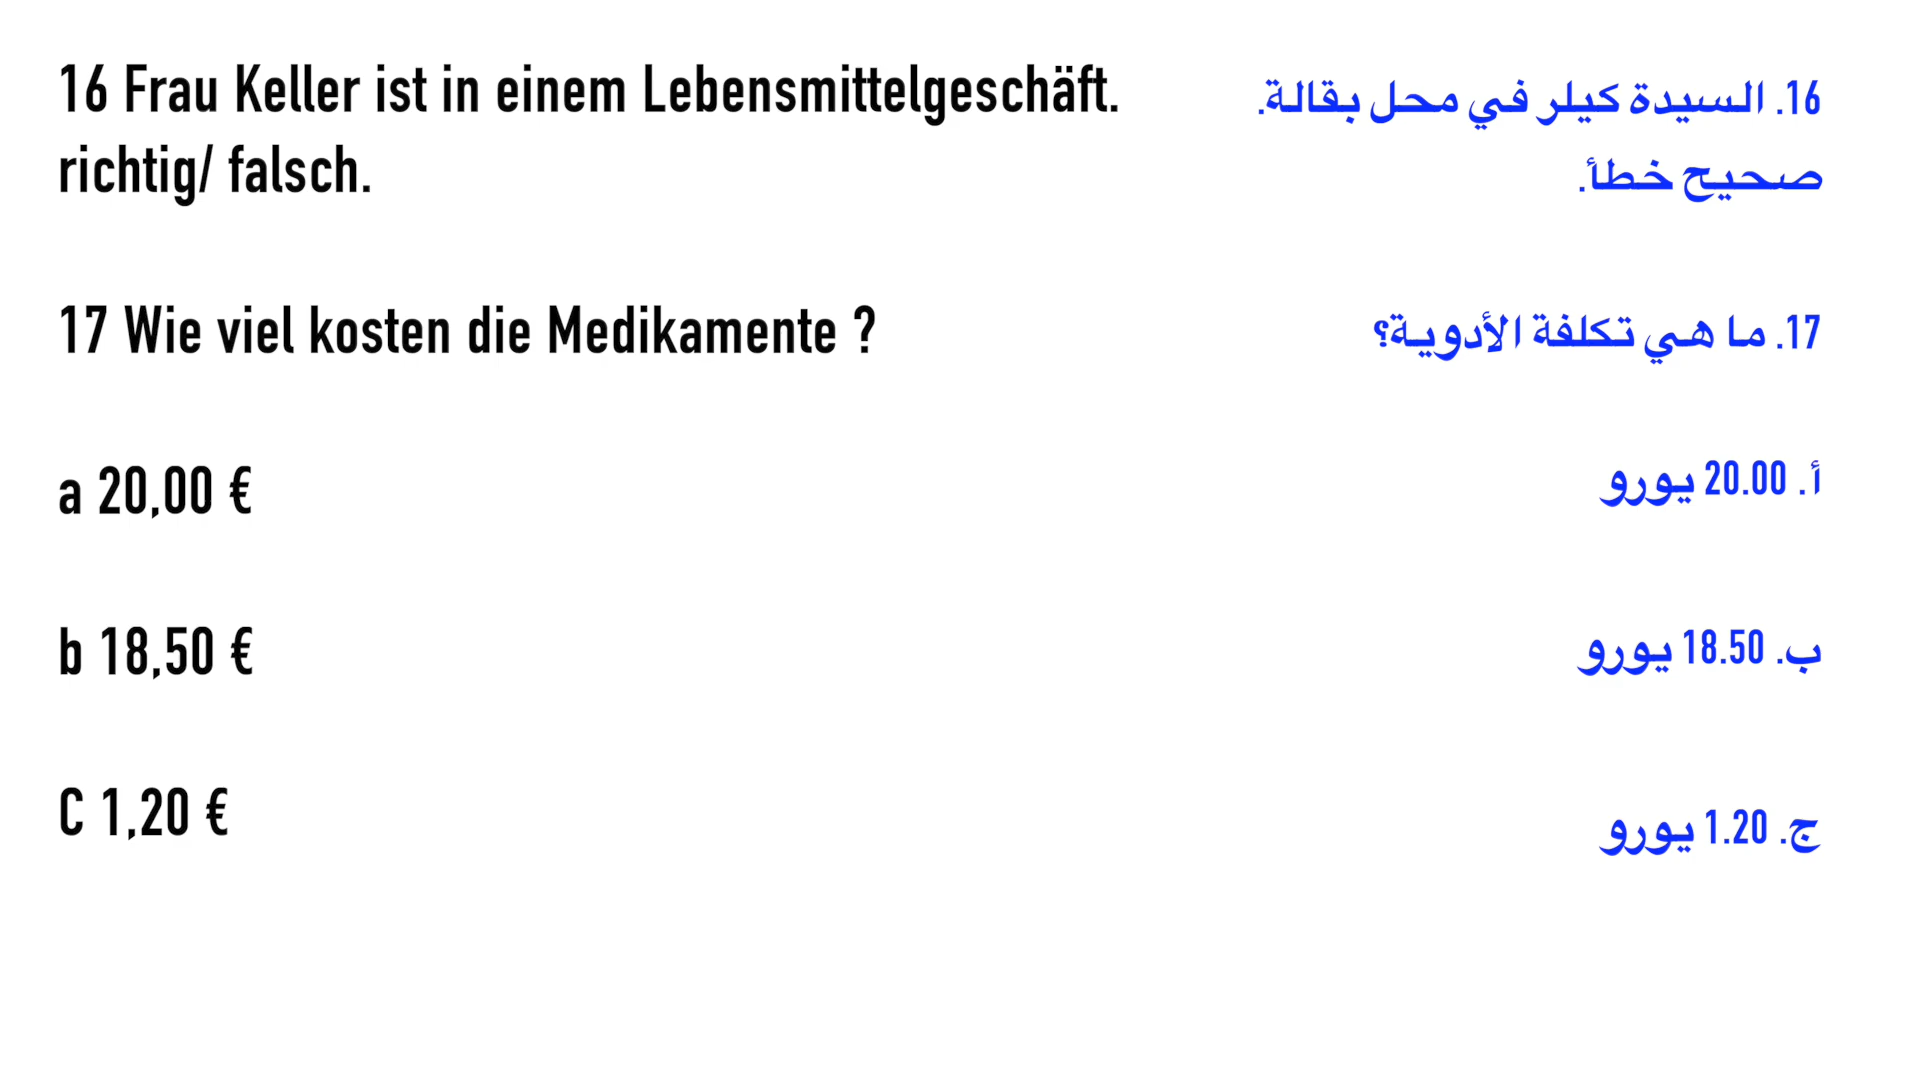 16 Frau Keller ist in einem Lebensmittelgeschäft.
richtig/ falsch.
17 Wie viel kosten die Medikamente ?
a 20,00 €
b 18,50 €
C 1,20 €
16. السيدة كيلر في محل بقالة.
صحيح خطأ.
17. ما هي تكلفة الأدوية؟
أ. 20.00 يورو
ب. 18.50 يورو
ج. 1.20 يورو